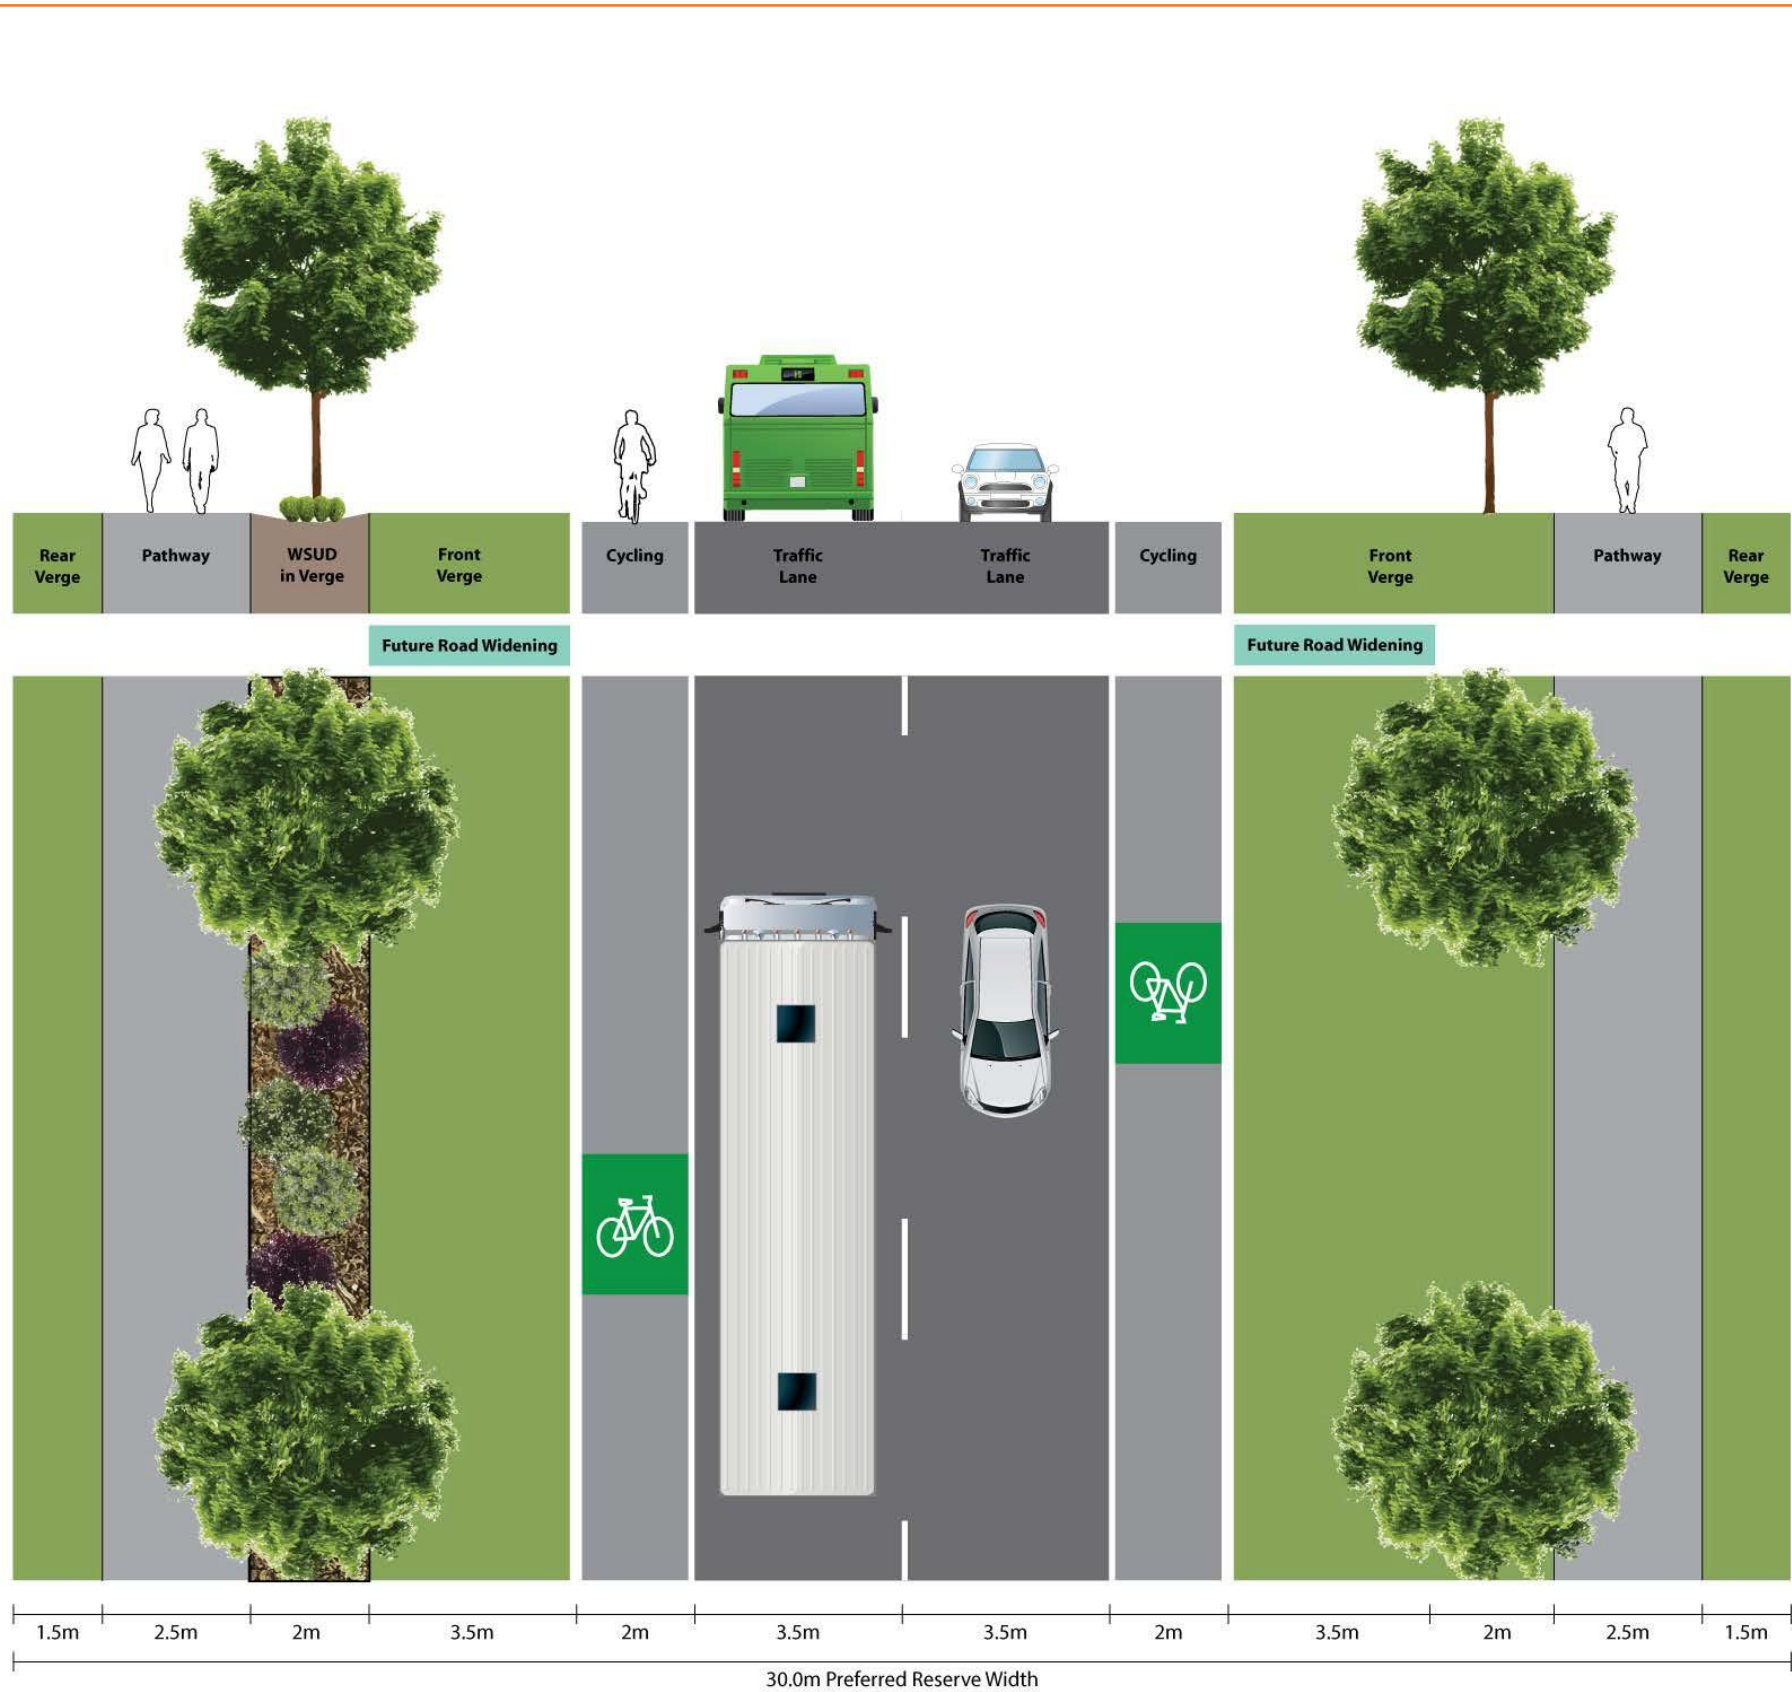 Rear
Verge
Pathway
WSUD
in Verge
Front
Verge
Cycling
Traffic
Lane
Traffic
Lane
Cycling
Front
Verge
Pathway
Rear
Verge
Future Road Widening
Future Road Widening
1.5m
2.5m
2m
3.5m
2m
3.5m
3.5m
2m
3.5m
2m
2.5m
1.5m
30.0m Preferred Reserve Width